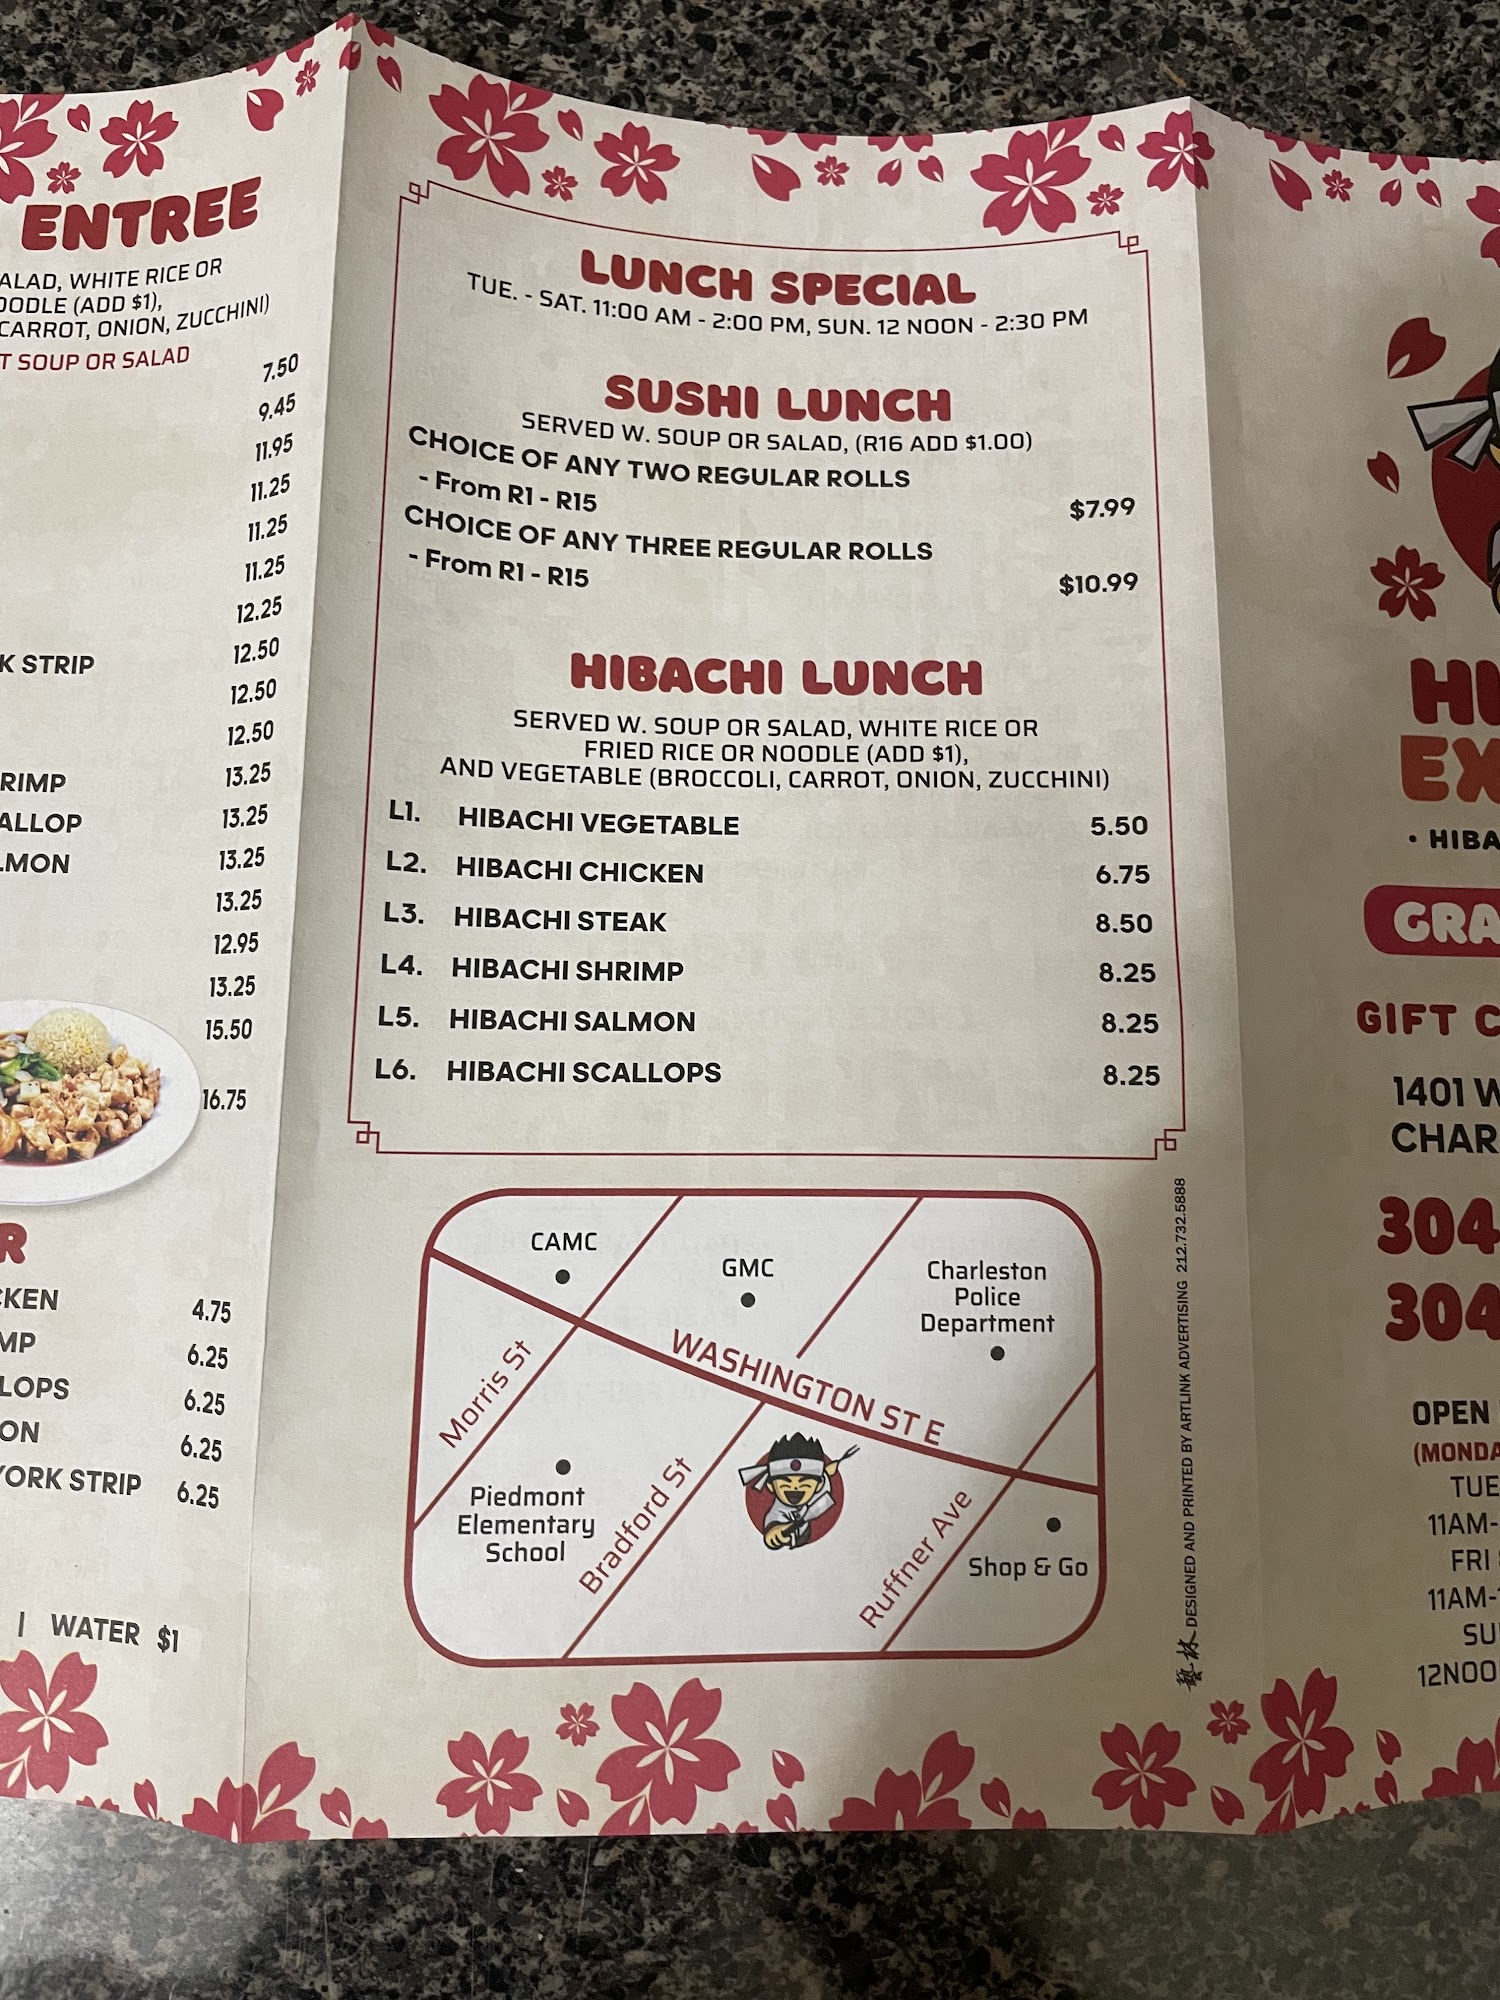 ENTREE
ALAD, WHITE RICE OR
OODLE (ADD $1),
CARROT, ONION, ZUCCHINI)
T SOUP OR SALAD
7.50
9.45
11.95
11.25
11.25
11.25
12.25
K STRIP 12.50
12.50
12.50
RIMP 13.25
ALLOP 13.25
LMON 13.25
13.25
12.95
13.25
15.50
16.75
R
CKEN 4.75
MP 6.25
LOPS 6.25
ON 6.25
YORK STRIP 6.25
| WATER $1
LUNCH SPECIAL
TUE. - SAT. 11:00 AM - 2:00 PM, SUN. 12 NOON - 2:30 PM
SUSHI LUNCH
SERVED W. SOUP OR SALAD, (R16 ADD $1.00)
CHOICE OF ANY TWO REGULAR ROLLS
- From R1 - R15 $7.99
CHOICE OF ANY THREE REGULAR ROLLS
- From R1 - R15 $10.99
HIBACHI LUNCH
SERVED W. SOUP OR SALAD, WHITE RICE OR
FRIED RICE OR NOODLE (ADD $1),
AND VEGETABLE (BROCCOLI, CARROT, ONION, ZUCCHINI)
L1. HIBACHI VEGETABLE 5.50
L2. HIBACHI CHICKEN 6.75
L3. HIBACHI STEAK 8.50
L4. HIBACHI SHRIMP 8.25
L5. HIBACHI SALMON 8.25
L6. HIBACHI SCALLOPS 8.25
CAMC
GMC
Charleston
Police
Department
Morris St
WASHINGTON ST E
Piedmont
Elementary
School
Bradford St
Ruffner Ave
Shop & Go
藝林 DESIGNED AND PRINTED BY ARTLINK ADVERTISING 212.732.5888
HI
EX
• HIBA
GRA
GIFT C
1401 W
CHAR
304
304
OPEN
(MONDA
TUE
11AM-
FRI
11AM-
SU
12NOO